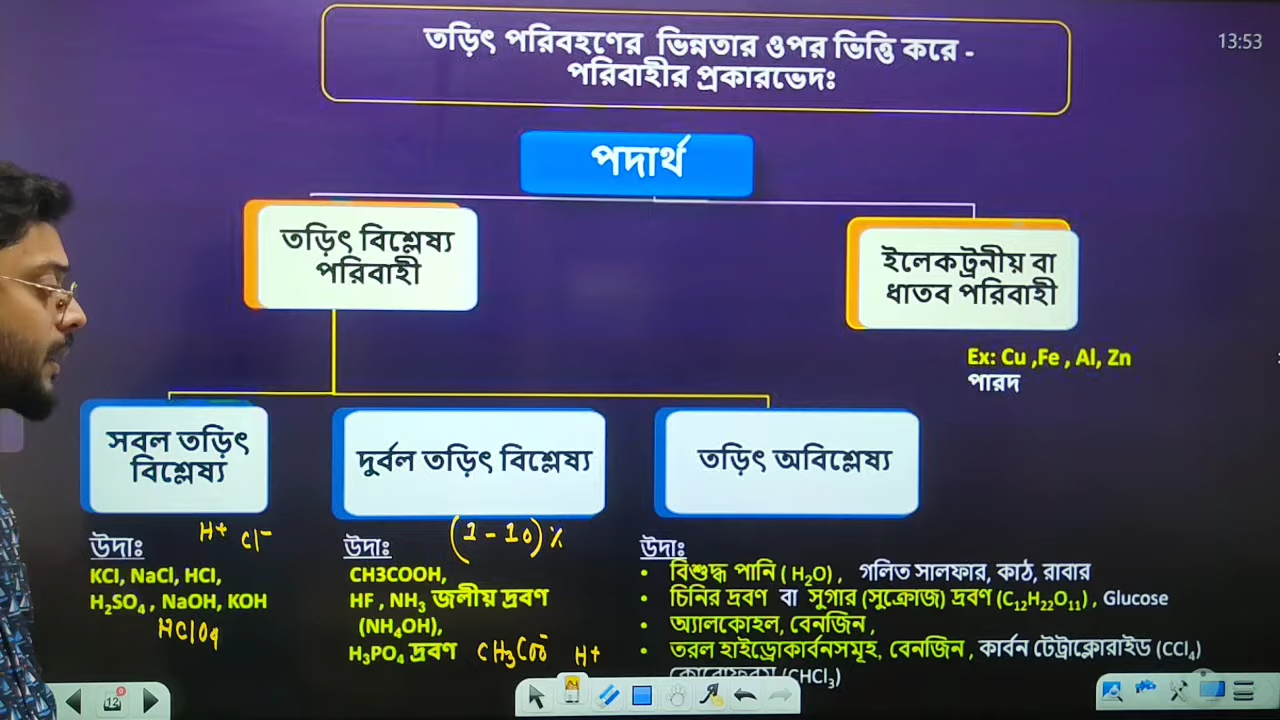 তড়িৎ পরিবহণের ভিন্নতার ওপর ভিত্তি করে -
পরিবাহীর প্রকারভেদঃ
13:53
পদার্থ
তড়িৎ বিশ্লেষ্য
পরিবাহী
ইলেকট্রনীয় বা
ধাতব পরিবাহী
Ex: Cu ,Fe , Al, Zn
পারদ
সবল তড়িৎ
বিশ্লেষ্য
দুর্বল তড়িৎ বিশ্লেষ্য
তড়িৎ অবিশ্লেষ্য
H+ Cl-
উদাঃ
KCl, NaCl, HCl,
H₂SO₄ , NaOH, KOH
HClO4
(1 - 10) %
উদাঃ
CH3COOH,
HF , NH₃ জলীয় দ্রবণ
(NH₄OH),
H₃PO₄ দ্রবণ
CH3COO- H+
উদাঃ
• বিশুদ্ধ পানি ( H₂O) , গলিত সালফার, কাঠ, রাবার
• চিনির দ্রবণ বা সুগার (সুক্রোজ) দ্রবণ (C₁₂H₂₂O₁₁) , Glucose
• অ্যালকোহল, বেনজিন ,
• তরল হাইড্রোকার্বনসমূহ, বেনজিন , কার্বন টেট্রাক্লোরাইড (CCl₄)
(CHCl₃)
12
9